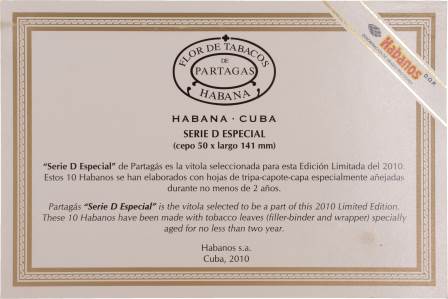 FLOR DE TABACOS
DE
PARTAGAS
HABANA
Habanos
D.O.P.
HABANA · CUBA
SERIE D ESPECIAL
(cepo 50 x largo 141 mm)
“Serie D Especial” de Partagás es la vitola seleccionada para esta Edición Limitada del 2010.
Estos 10 Habanos se han elaborados con hojas de tripa-capote-capa especialmente añejadas
durante no menos de 2 años.
Partagás “Serie D Especial” is the vitola selected to be a part of this 2010 Limited Edition.
These 10 Habanos have been made with tobacco leaves (filler-binder and wrapper) specially
aged for no less than two year.
Habanos s.a.
Cuba, 2010